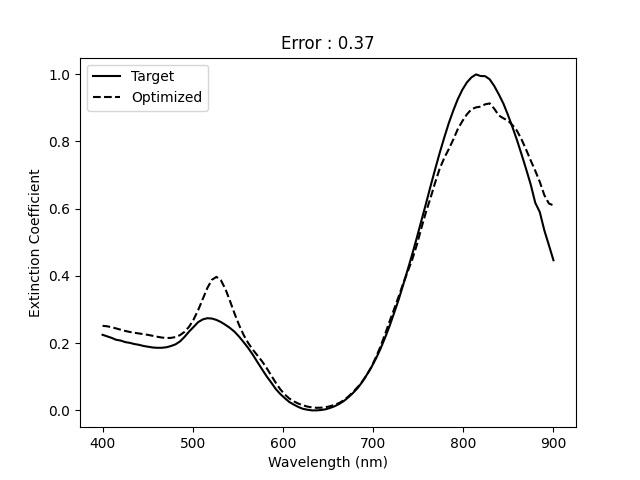 Error : 0.37
Target
Optimized
Extinction Coefficient
1.0
0.8
0.6
0.4
0.2
0.0
400 500 600 700 800 900
Wavelength (nm)